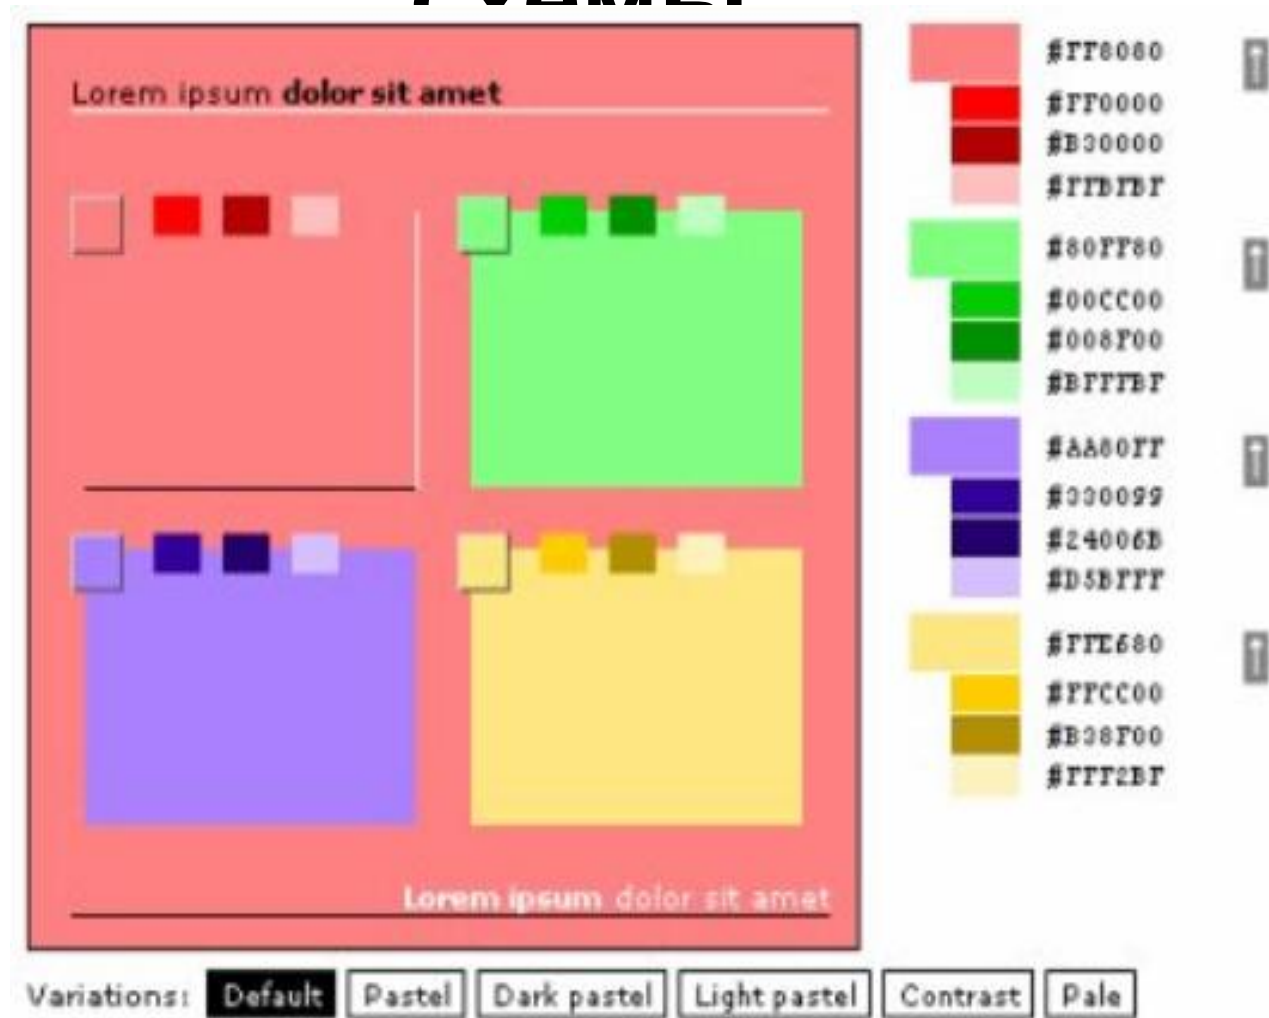 Lorem ipsum dolor sit amet
#FF8080
#FF0000
#B30000
#FFBFBF
#80FF80
#00CC00
#008F00
#BFFFBF
#AA80FF
#330099
#24006B
#D5BFFF
#FFE680
#FFCC00
#B38F00
#FFF2BF
Lorem ipsum dolor sit amet
Variations: Default Pastel Dark pastel Light pastel Contrast Pale